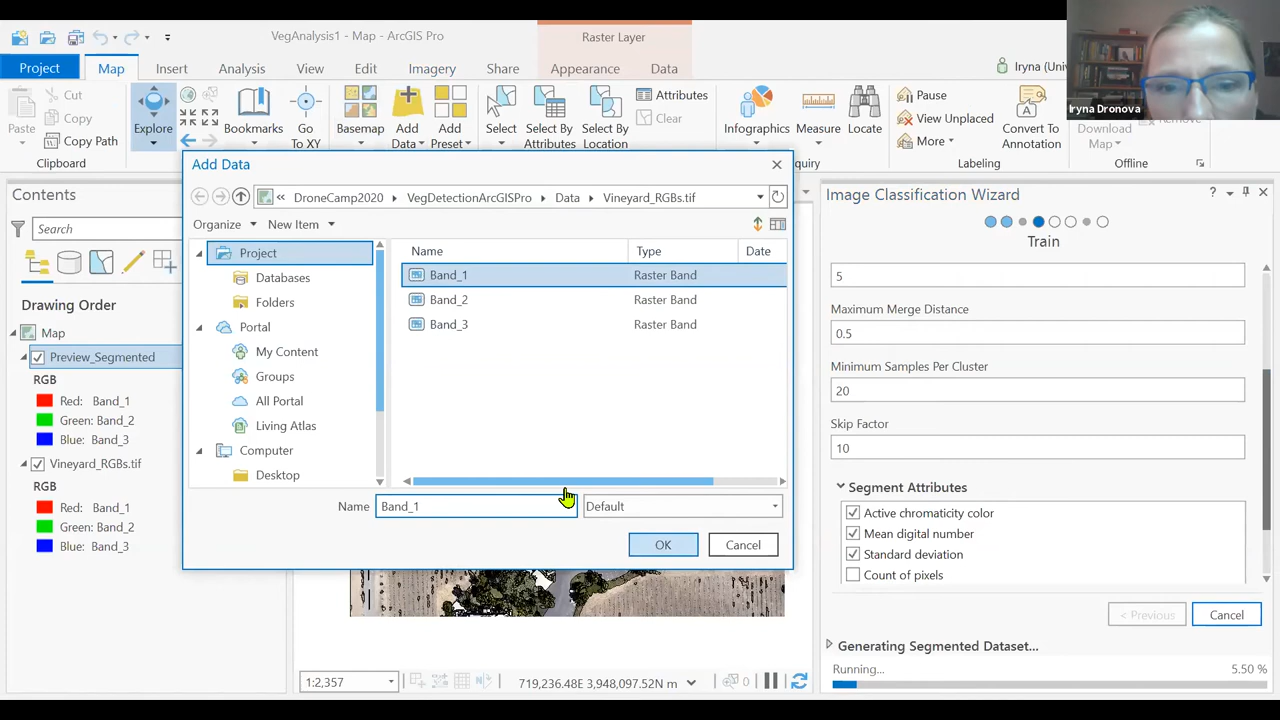 VegAnalysis1 - Map - ArcGIS Pro
Raster Layer
Project
Map
Insert
Analysis
View
Edit
Imagery
Share
Appearance
Data
Iryna (Univ
Iryna Dronova
Paste
Cut
Copy
Copy Path
Clipboard
Explore
Bookmarks
Go To XY
Basemap
Add Data
Add Preset
Select
Select By Attributes
Select By Location
Attributes
Clear
Infographics
Measure
Locate
quiry
Pause
View Unplaced
More
Convert To Annotation
Labeling
Download Map
Remove
Offline
Contents
Search
Drawing Order
Map
Preview_Segmented
RGB
Red: Band_1
Green: Band_2
Blue: Band_3
Vineyard_RGBs.tif
RGB
Red: Band_1
Green: Band_2
Blue: Band_3
Add Data
« DroneCamp2020 VegDetectionArcGISPro Data Vineyard_RGBs.tif
Organize New Item
Project
Databases
Folders
Portal
My Content
Groups
All Portal
Living Atlas
Computer
Desktop
Name Type Date
Band_1 Raster Band
Band_2 Raster Band
Band_3 Raster Band
Name Band_1 Default
OK Cancel
1:2,357
719,236.48E 3,948,097.52N m
0
Image Classification Wizard
?
Train
5
Maximum Merge Distance
0.5
Minimum Samples Per Cluster
20
Skip Factor
10
Segment Attributes
Active chromaticity color
Mean digital number
Standard deviation
Count of pixels
< Previous Cancel
Generating Segmented Dataset...
Running... 5.50 %